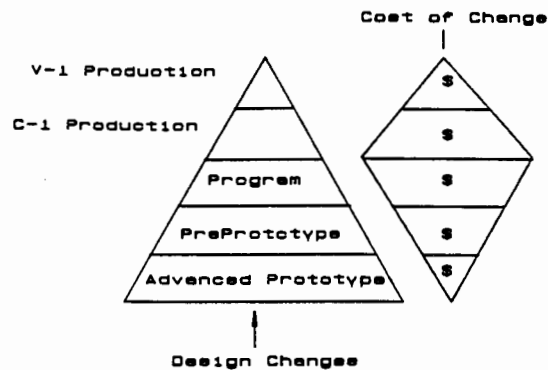 Cost of Change
V-1 Production
$
C-1 Production
$
Program
$
PrePrototype
$
Advanced Prototype
$
Design Changes